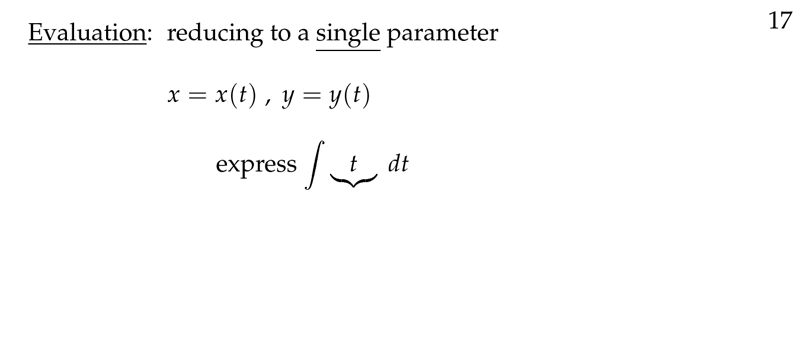 17
Evaluation: reducing to a single parameter
x = x(t) , y = y(t)
express ∫ t dt